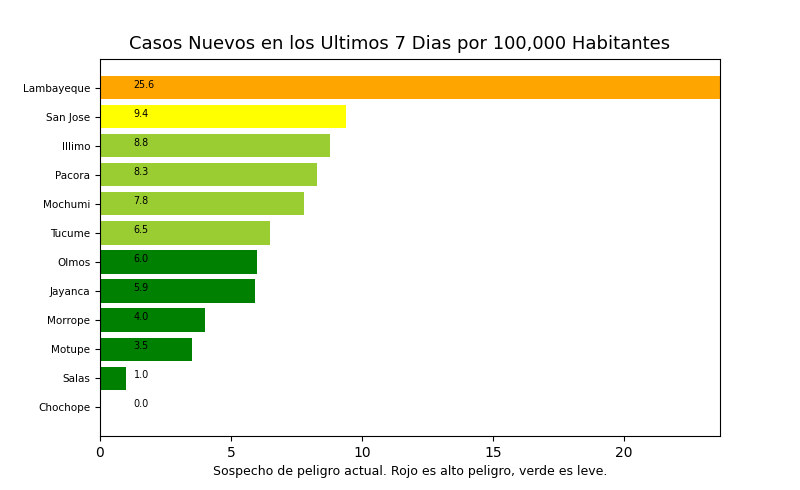 Casos Nuevos en los Ultimos 7 Dias por 100,000 Habitantes
Lambayeque 25.6
San Jose 9.4
Illimo 8.8
Pacora 8.3
Mochumi 7.8
Tucume 6.5
Olmos 6.0
Jayanca 5.9
Morrope 4.0
Motupe 3.5
Salas 1.0
Chochope 0.0
0 5 10 15 20
Sospecho de peligro actual. Rojo es alto peligro, verde es leve.